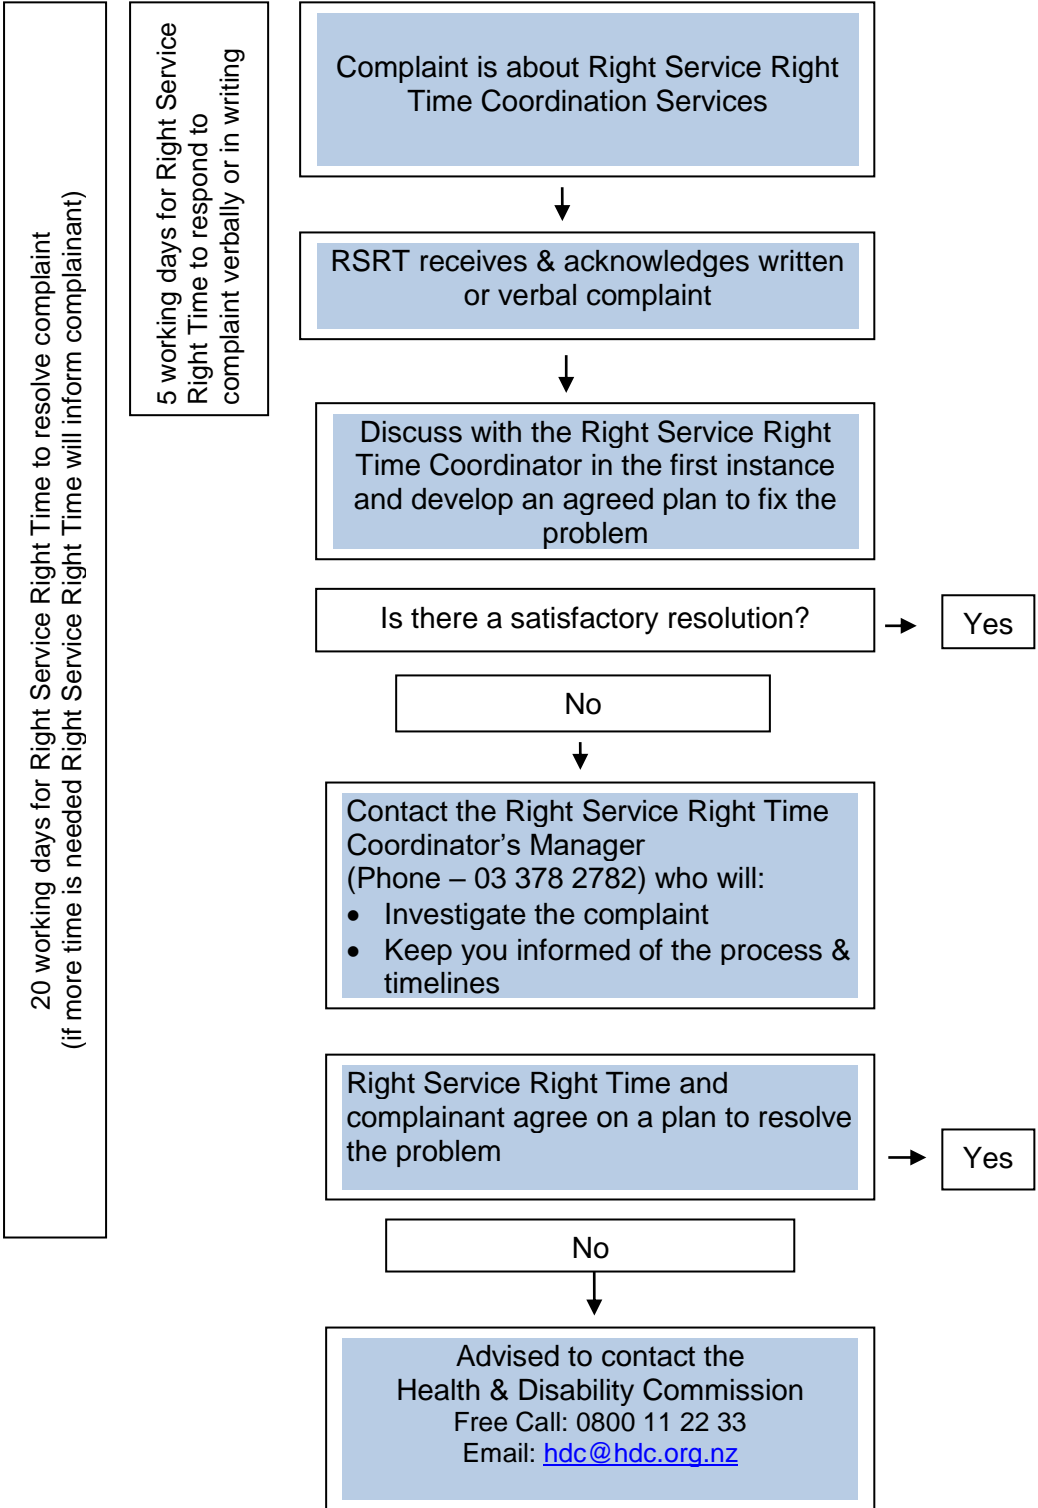 20 working days for Right Service Right Time to resolve complaint
(if more time is needed Right Service Right Time will inform complainant)
5 working days for Right Service
Right Time to respond to
complaint verbally or in writing
Complaint is about Right Service Right
Time Coordination Services
RSRT receives & acknowledges written
or verbal complaint
Discuss with the Right Service Right
Time Coordinator in the first instance
and develop an agreed plan to fix the
problem
Is there a satisfactory resolution?
Yes
No
Contact the Right Service Right Time
Coordinator’s Manager
(Phone – 03 378 2782) who will:
• Investigate the complaint
• Keep you informed of the process &
timelines
Right Service Right Time and
complainant agree on a plan to resolve
the problem
Yes
No
Advised to contact the
Health & Disability Commission
Free Call: 0800 11 22 33
Email: hdc@hdc.org.nz